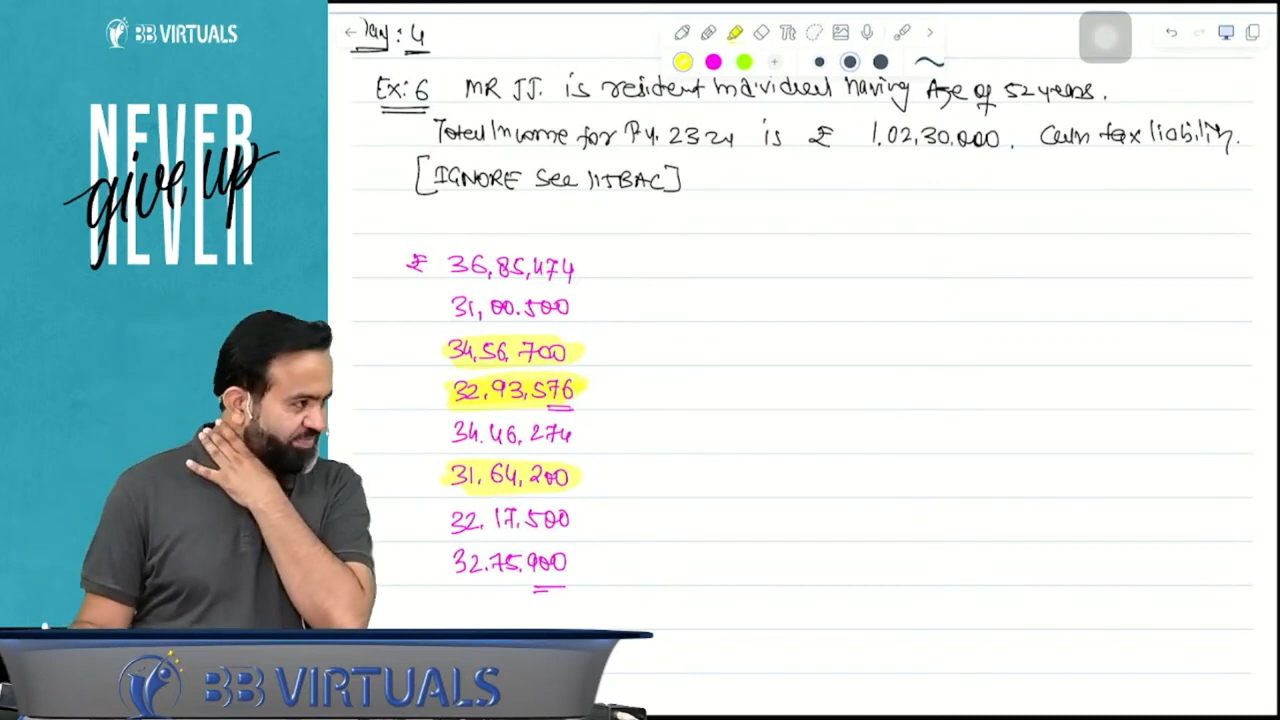 BB VIRTUALS
NEVER
give up
NEVER
Day : 4
Ex: 6 MR JJ. is resident Individual having Age of 52 years.
Total Income for P.Y. 23 24 is ₹ 1,02,30,000. Calc tax liability.
[IGNORE Sec 115BAC]
₹ 36,85,474
31,00.500
34,56,700
32,93,576
34.46,274
31,64,200
32,17,500
32.75.900
BB VIRTUALS